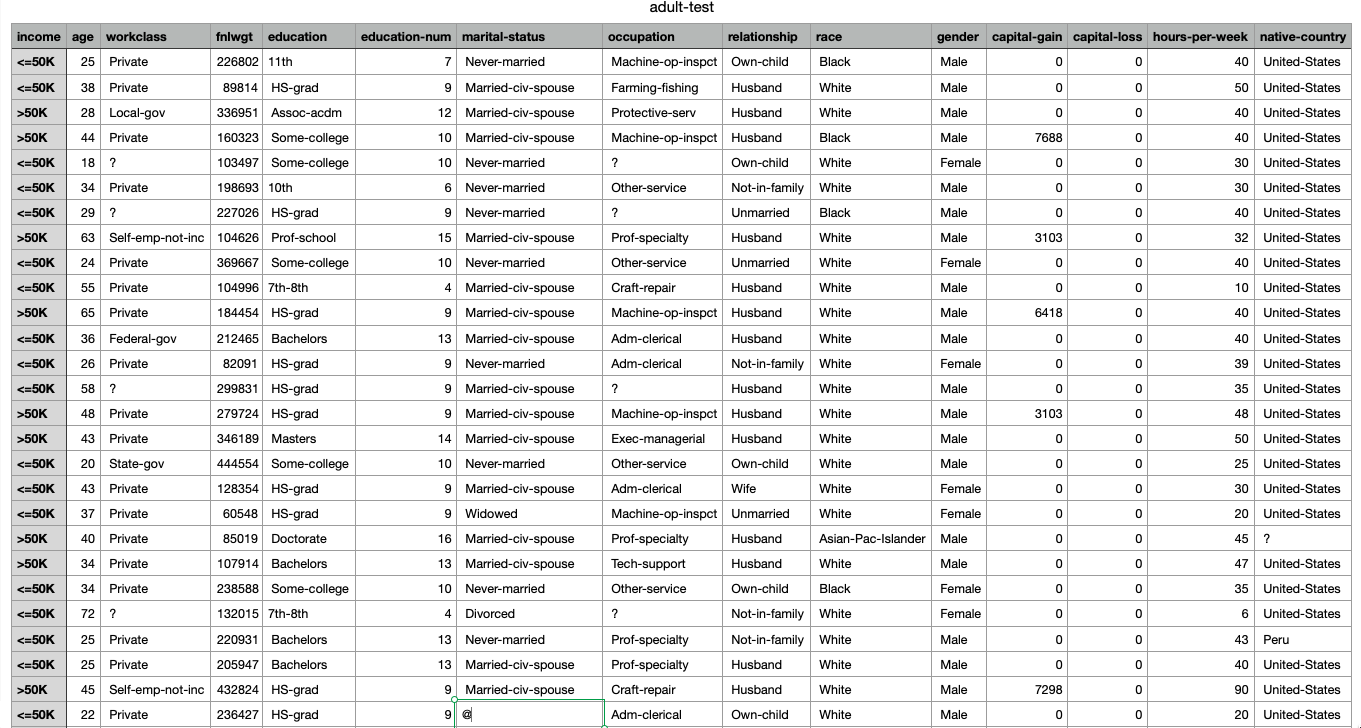 adult-test
income age workclass fnlwgt education education-num marital-status occupation relationship race gender capital-gain capital-loss hours-per-week native-country
<=50K 25 Private 226802 11th 7 Never-married Machine-op-inspct Own-child Black Male 0 0 40 United-States
<=50K 38 Private 89814 HS-grad 9 Married-civ-spouse Farming-fishing Husband White Male 0 0 50 United-States
>50K 28 Local-gov 336951 Assoc-acdm 12 Married-civ-spouse Protective-serv Husband White Male 0 0 40 United-States
>50K 44 Private 160323 Some-college 10 Married-civ-spouse Machine-op-inspct Husband Black Male 7688 0 40 United-States
<=50K 18 ? 103497 Some-college 10 Never-married ? Own-child White Female 0 0 30 United-States
<=50K 34 Private 198693 10th 6 Never-married Other-service Not-in-family White Male 0 0 30 United-States
<=50K 29 ? 227026 HS-grad 9 Never-married ? Unmarried Black Male 0 0 40 United-States
>50K 63 Self-emp-not-inc 104626 Prof-school 15 Married-civ-spouse Prof-specialty Husband White Male 3103 0 32 United-States
<=50K 24 Private 369667 Some-college 10 Never-married Other-service Unmarried White Female 0 0 40 United-States
<=50K 55 Private 104996 7th-8th 4 Married-civ-spouse Craft-repair Husband White Male 0 0 10 United-States
>50K 65 Private 184454 HS-grad 9 Married-civ-spouse Machine-op-inspct Husband White Male 6418 0 40 United-States
<=50K 36 Federal-gov 212465 Bachelors 13 Married-civ-spouse Adm-clerical Husband White Male 0 0 40 United-States
<=50K 26 Private 82091 HS-grad 9 Never-married Adm-clerical Not-in-family White Female 0 0 39 United-States
<=50K 58 ? 299831 HS-grad 9 Married-civ-spouse ? Husband White Male 0 0 35 United-States
>50K 48 Private 279724 HS-grad 9 Married-civ-spouse Machine-op-inspct Husband White Male 3103 0 48 United-States
>50K 43 Private 346189 Masters 14 Married-civ-spouse Exec-managerial Husband White Male 0 0 50 United-States
<=50K 20 State-gov 444554 Some-college 10 Never-married Other-service Own-child White Male 0 0 25 United-States
<=50K 43 Private 128354 HS-grad 9 Married-civ-spouse Adm-clerical Wife White Female 0 0 30 United-States
<=50K 37 Private 60548 HS-grad 9 Widowed Machine-op-inspct Unmarried White Female 0 0 20 United-States
>50K 40 Private 85019 Doctorate 16 Married-civ-spouse Prof-specialty Husband Asian-Pac-Islander Male 0 0 45 ?
>50K 34 Private 107914 Bachelors 13 Married-civ-spouse Tech-support Husband White Male 0 0 47 United-States
<=50K 34 Private 238588 Some-college 10 Never-married Other-service Own-child Black Female 0 0 35 United-States
<=50K 72 ? 132015 7th-8th 4 Divorced ? Not-in-family White Female 0 0 6 United-States
<=50K 25 Private 220931 Bachelors 13 Never-married Prof-specialty Not-in-family White Male 0 0 43 Peru
<=50K 25 Private 205947 Bachelors 13 Married-civ-spouse Prof-specialty Husband White Male 0 0 40 United-States
>50K 45 Self-emp-not-inc 432824 HS-grad 9 Married-civ-spouse Craft-repair Husband White Male 7298 0 90 United-States
<=50K 22 Private 236427 HS-grad 9 @ Adm-clerical Own-child White Male 0 0 20 United-States